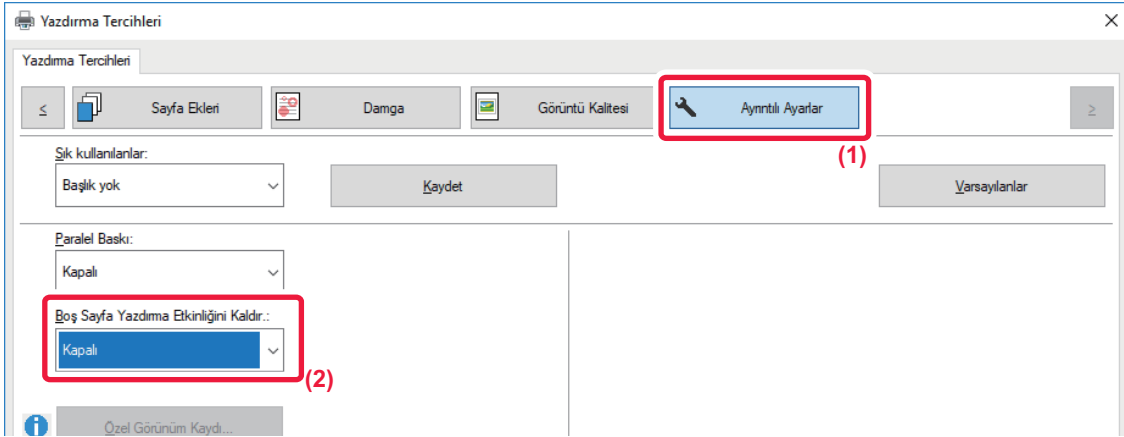 Yazdırma Tercihleri
Yazdırma Tercihleri
≤ Sayfa Ekleri Damga Görüntü Kalitesi Ayrıntılı Ayarlar ≥
(1)
Sık kullanılanlar:
Başlık yok Kaydet Varsayılanlar
Paralel Baskı:
Kapalı
Boş Sayfa Yazdırma Etkinliğini Kaldır.:
Kapalı
(2)
Özel Görünüm Kaydı...